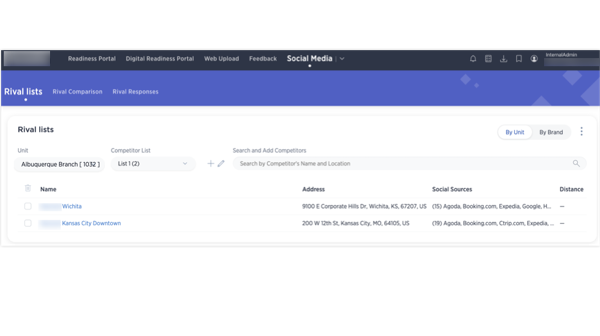 Readiness Portal Digital Readiness Portal Web Upload Feedback Social Media InternalAdmin
Rival lists Rival Comparison Rival Responses
Rival lists By Unit By Brand
Unit Competitor List Search and Add Competitors
Albuquerque Branch [ 1032 ] List 1 (2) Search by Competitor's Name and Location
Name Address Social Sources Distance
Wichita 9100 E Corporate Hills Dr, Wichita, KS, 67207, US (15) Agoda, Booking.com, Expedia, Google, H... --
Kansas City Downtown 200 W 12th St, Kansas City, MO, 64105, US (19) Agoda, Booking.com, Ctrip.com, Expedia, ... --